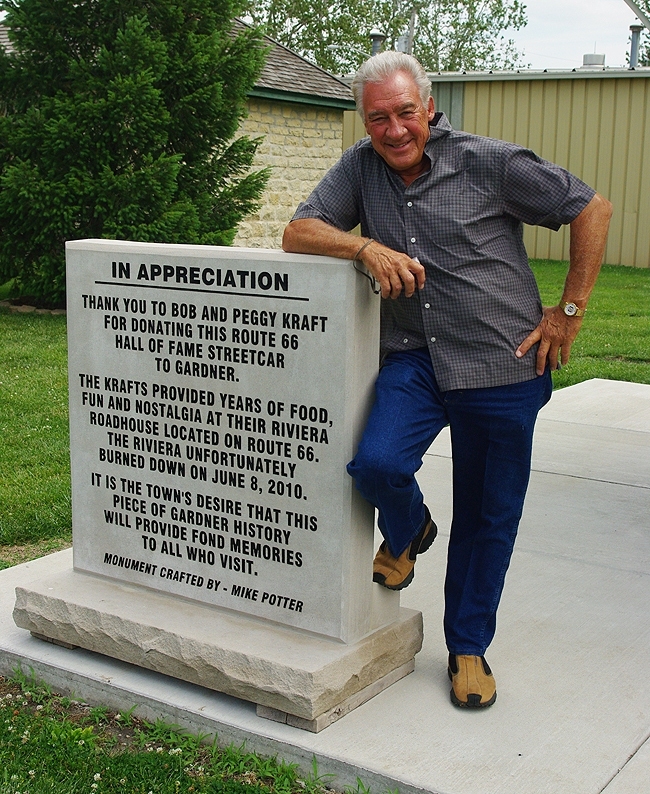 IN APPRECIATION
THANK YOU TO BOB AND PEGGY KRAFT
FOR DONATING THIS ROUTE 66
HALL OF FAME STREETCAR
TO GARDNER.
THE KRAFTS PROVIDED YEARS OF FOOD,
FUN AND NOSTALGIA AT THEIR RIVIERA
ROADHOUSE LOCATED ON ROUTE 66.
THE RIVIERA UNFORTUNATELY
BURNED DOWN ON JUNE 8, 2010.
IT IS THE TOWN'S DESIRE THAT THIS
PIECE OF GARDNER HISTORY
WILL PROVIDE FOND MEMORIES
TO ALL WHO VISIT.
MONUMENT CRAFTED BY - MIKE POTTER